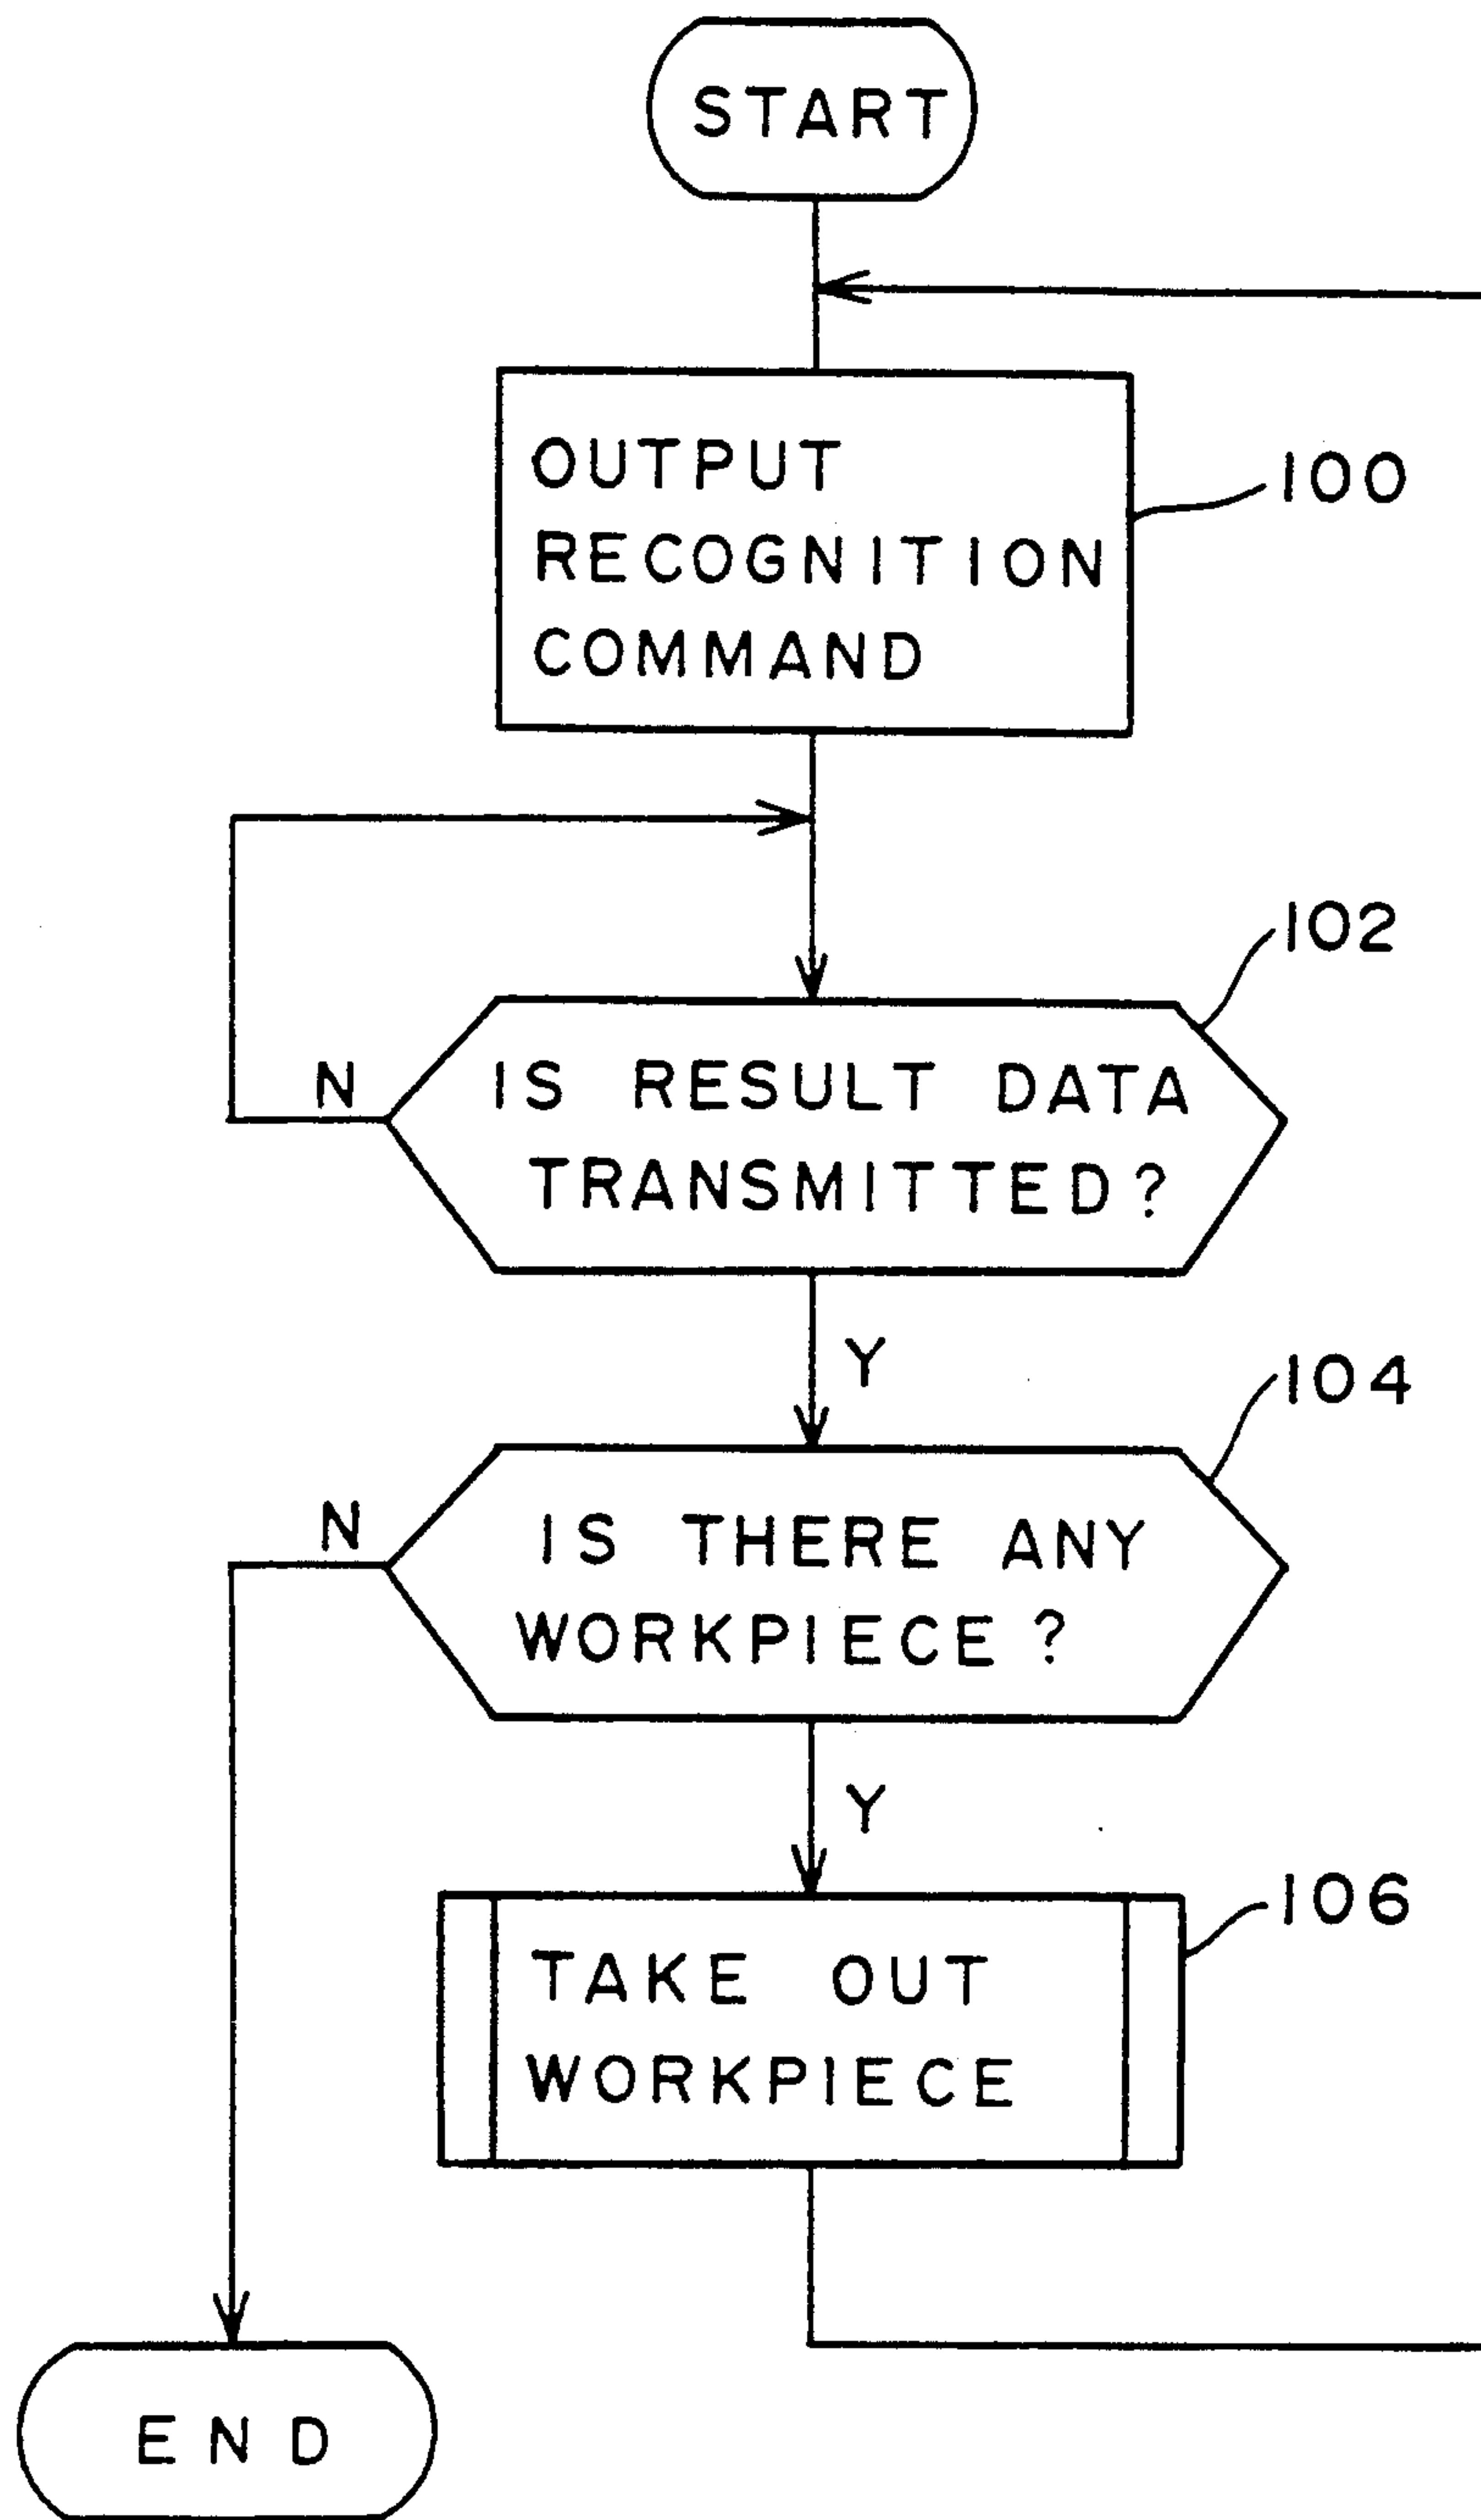 START
OUTPUT
RECOGNITION
COMMAND
100
102
N
IS RESULT DATA
TRANSMITTED?
Y
104
N
IS THERE ANY
WORKPIECE?
Y
106
TAKE OUT
WORKPIECE
END